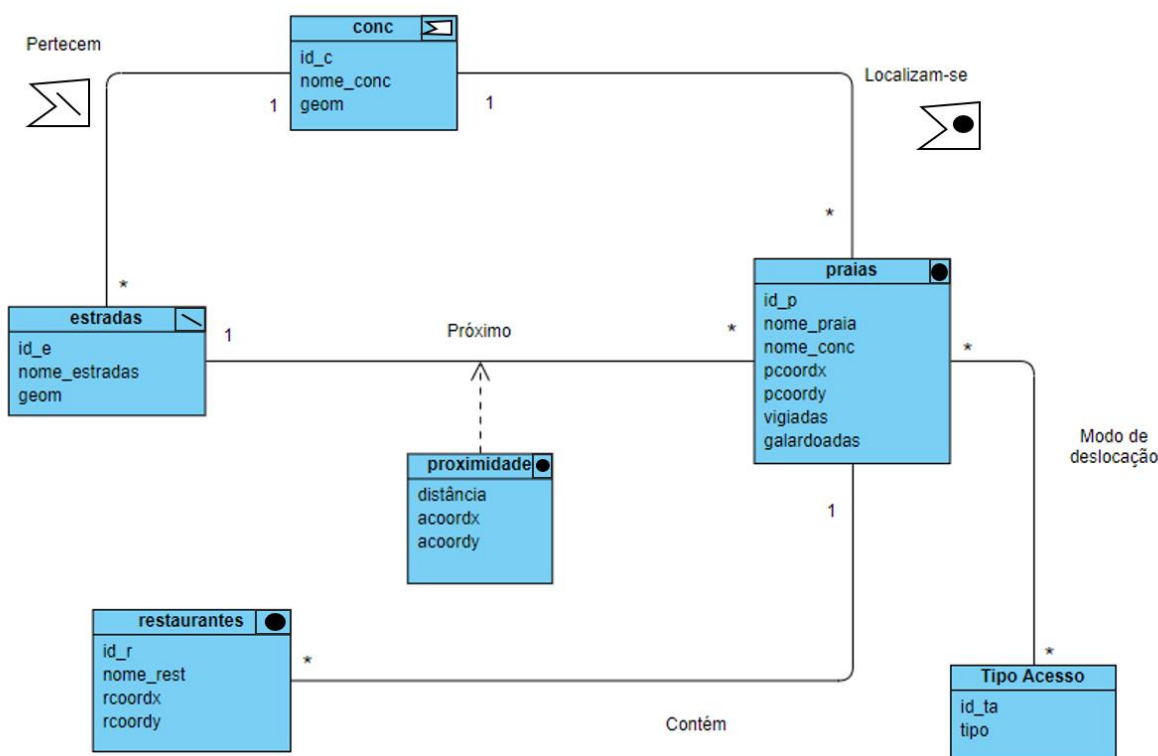 conc
id_c
nome_conc
geom
Pertecem
1
1
Localizam-se
*
*
estradas
id_e
nome_estradas
geom
1
Próximo
*
praias
id_p
nome_praia
nome_conc
pcoordx
pcoordy
vigiadas
galardoadas
*
Modo de
deslocação
proximidade
distância
acoordx
acoordy
1
restaurantes
id_r
nome_rest
rcoordx
rcoordy
*
Contém
*
Tipo Acesso
id_ta
tipo